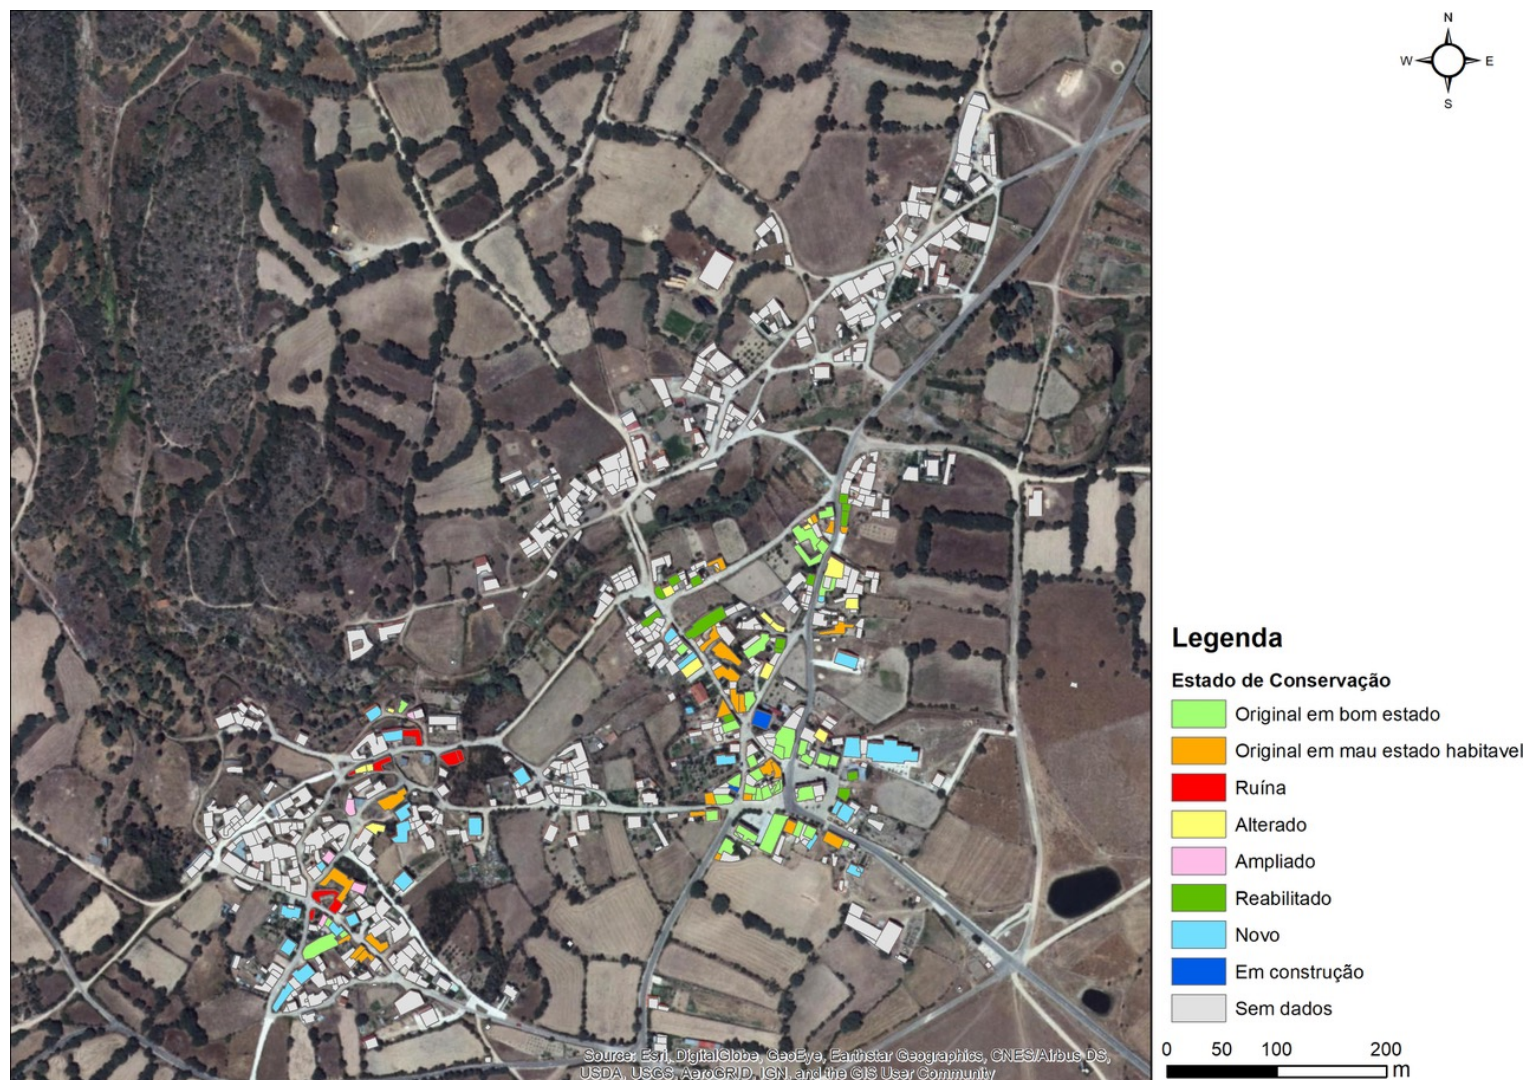 N
W E
S
Legenda
Estado de Conservação
Original em bom estado
Original em mau estado habitavel
Ruína
Alterado
Ampliado
Reabilitado
Novo
Em construção
Sem dados
0 50 100 200
m
Source: Esri, DigitalGlobe, GeoEye, Earthstar Geographics, CNES/Airbus DS,
USDA, USGS, AeroGRID, IGN, and the GIS User Community